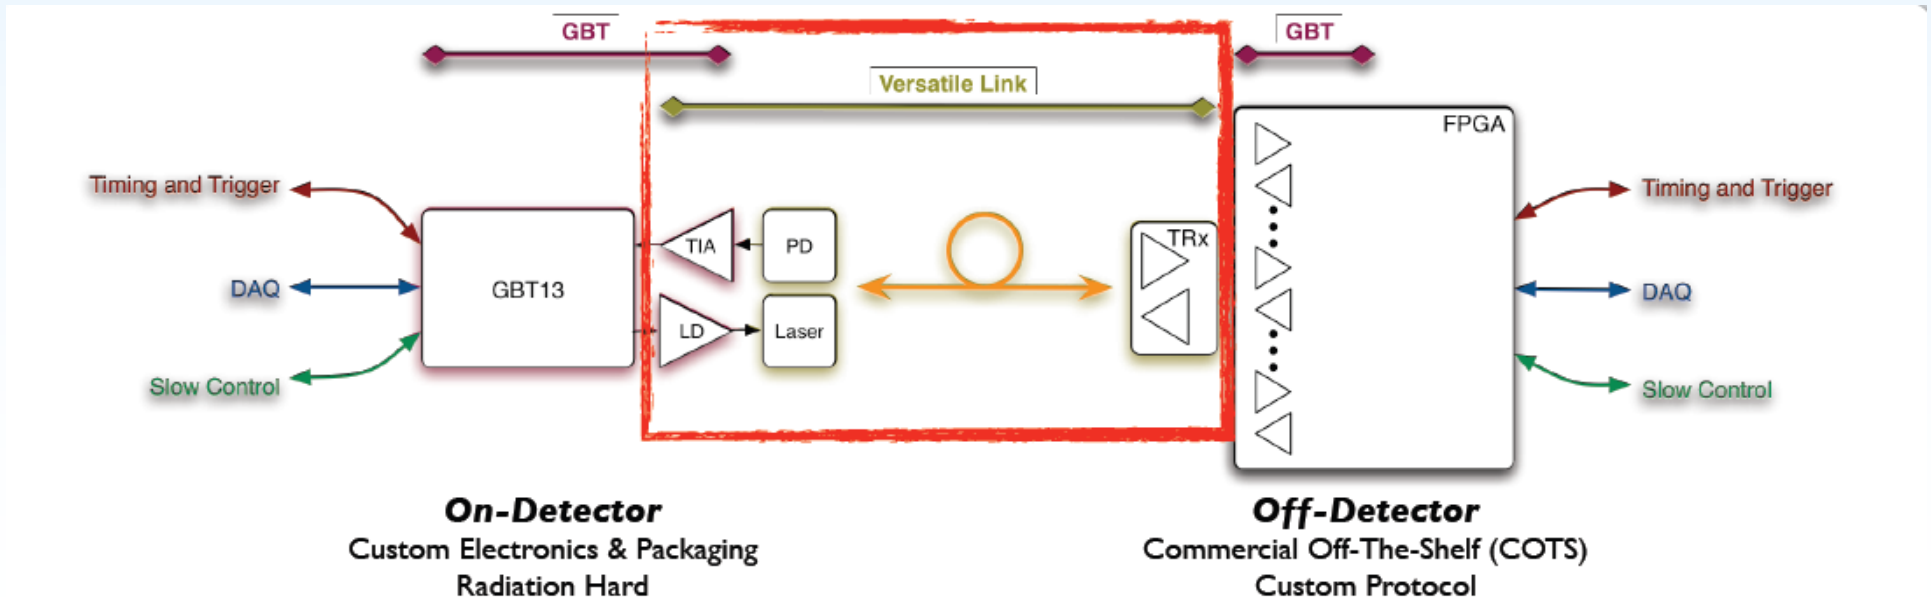 GBT
GBT
Versatile Link
FPGA
Timing and Trigger
Timing and Trigger
TIA
PD
TRx
DAQ
GBT13
DAQ
LD
Laser
Slow Control
Slow Control
On-Detector
Custom Electronics & Packaging
Radiation Hard
Off-Detector
Commercial Off-The-Shelf (COTS)
Custom Protocol